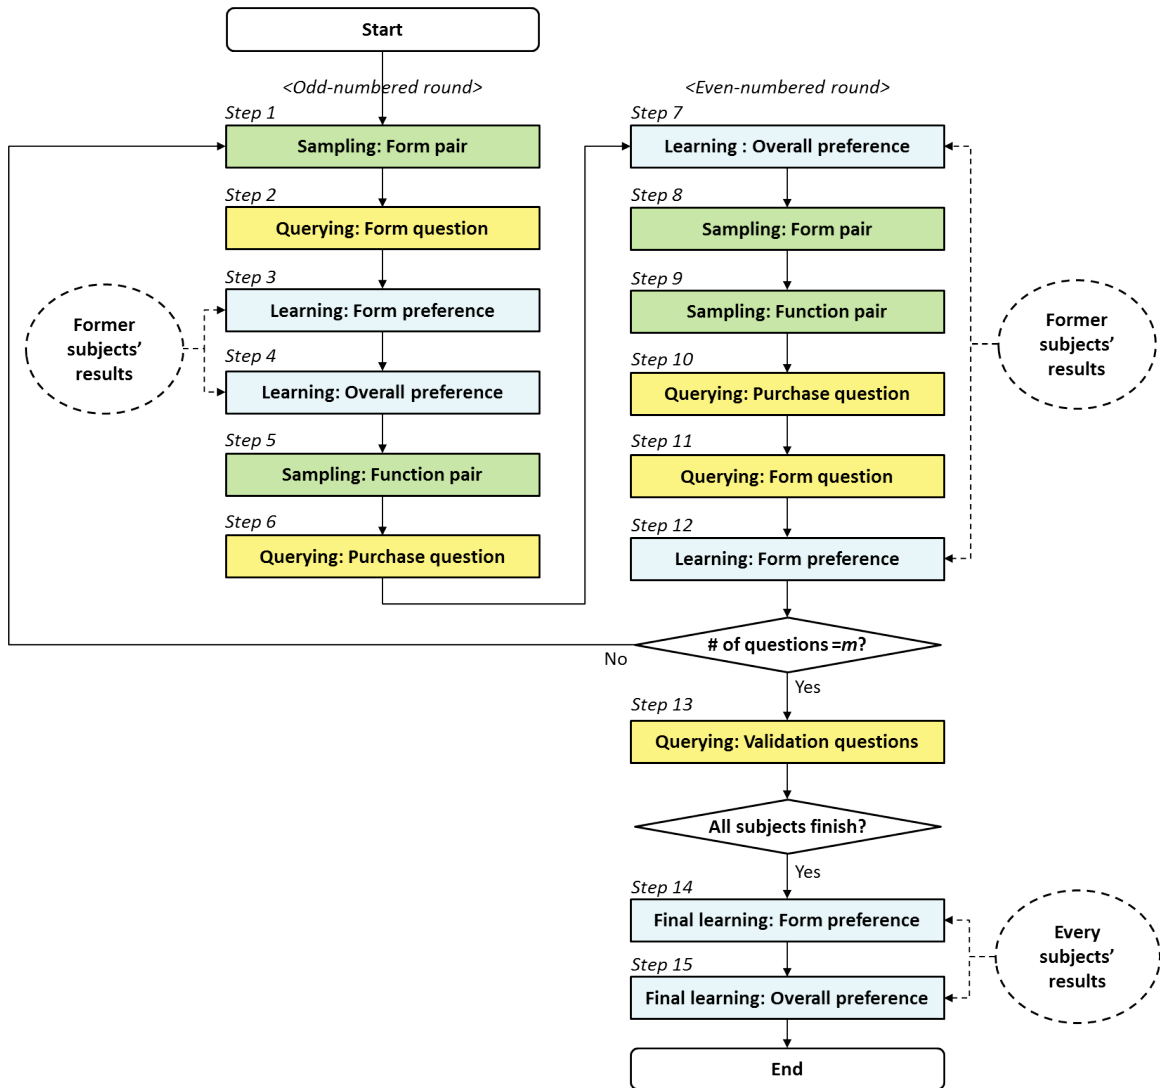 Start
<Odd-numbered round>
Step 1
Sampling: Form pair
Step 2
Querying: Form question
Step 3
Learning: Form preference
Step 4
Learning: Overall preference
Step 5
Sampling: Function pair
Step 6
Querying: Purchase question
Former
subjects’
results
<Even-numbered round>
Step 7
Learning : Overall preference
Step 8
Sampling: Form pair
Step 9
Sampling: Function pair
Step 10
Querying: Purchase question
Step 11
Querying: Form question
Step 12
Learning: Form preference
Former
subjects’
results
# of questions =m?
No
Yes
Step 13
Querying: Validation questions
All subjects finish?
Yes
Step 14
Final learning: Form preference
Step 15
Final learning: Overall preference
Every
subjects’
results
End